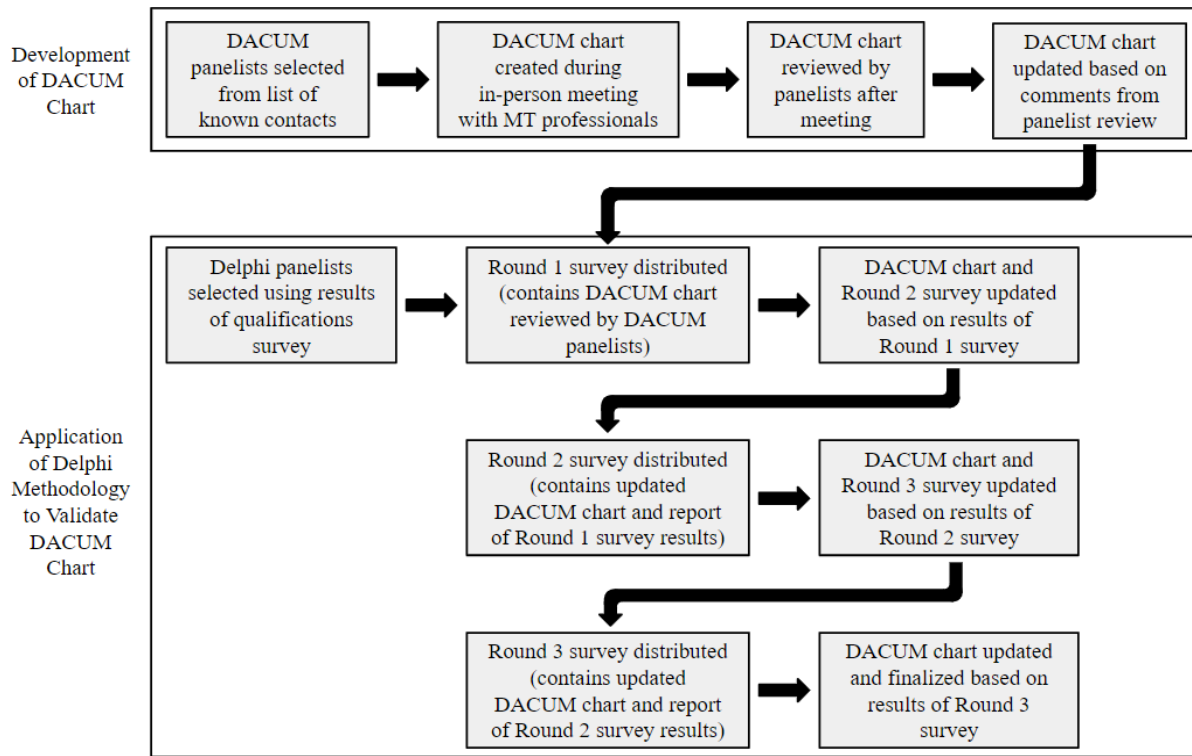 Development
of DACUM
Chart
DACUM
panelists selected
from list of
known contacts
DACUM chart
created during
in-person meeting
with MT professionals
DACUM chart
reviewed by
panelists after
meeting
DACUM chart
updated based on
comments from
panelist review
Application
of Delphi
Methodology
to Validate
DACUM
Chart
Delphi panelists
selected using results
of qualifications
survey
Round 1 survey distributed
(contains DACUM chart
reviewed by DACUM
panelists)
DACUM chart and
Round 2 survey updated
based on results of
Round 1 survey
Round 2 survey distributed
(contains updated
DACUM chart and report
of Round 1 survey results)
DACUM chart and
Round 3 survey updated
based on results of
Round 2 survey
Round 3 survey distributed
(contains updated
DACUM chart and report
of Round 2 survey results)
DACUM chart updated
and finalized based on
results of Round 3
survey